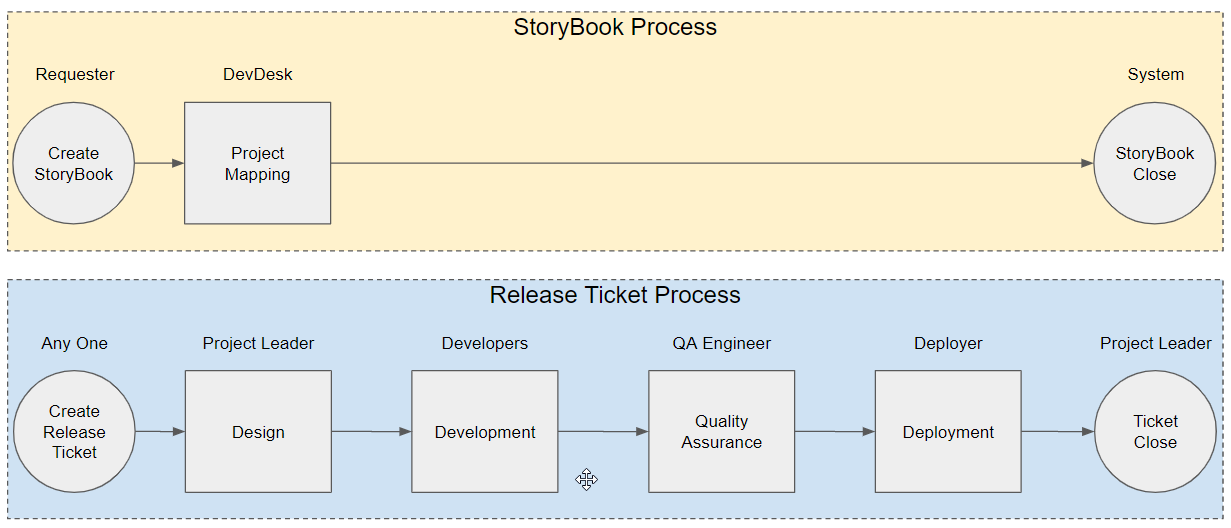 StoryBook Process
Requester
DevDesk
System
Create
StoryBook
Project
Mapping
StoryBook
Close
Release Ticket Process
Any One
Project Leader
Developers
QA Engineer
Deployer
Project Leader
Create
Release
Ticket
Design
Development
Quality
Assurance
Deployment
Ticket
Close